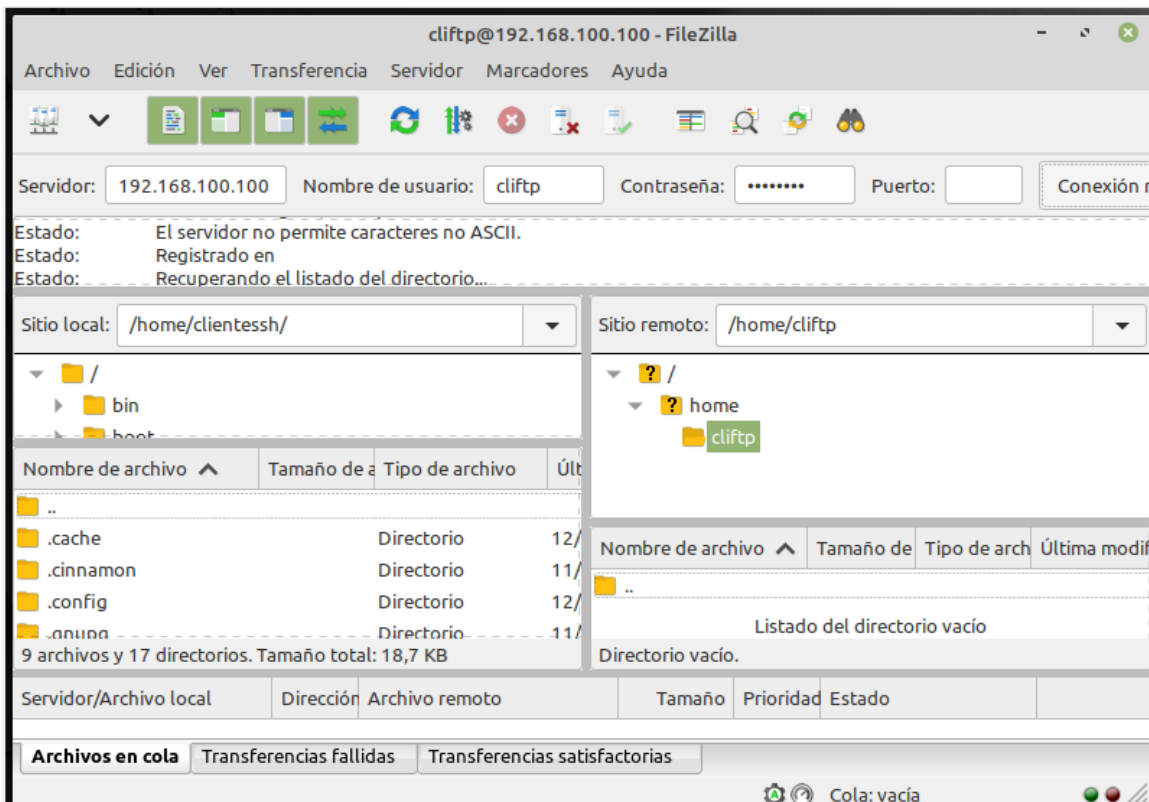 cliftp@192.168.100.100 - FileZilla
Archivo Edición Ver Transferencia Servidor Marcadores Ayuda
Servidor: 192.168.100.100 Nombre de usuario: cliftp Contraseña: •••••••• Puerto: Conexión r
Estado: El servidor no permite caracteres no ASCII.
Estado: Registrado en
Estado: Recuperando el listado del directorio...
Sitio local: /home/clientessh/
/
bin
boot
Nombre de archivo Tamaño de a Tipo de archivo Últ
..
.cache Directorio 12/
.cinnamon Directorio 11/
.config Directorio 12/
.gnupg Directorio 11/
9 archivos y 17 directorios. Tamaño total: 18,7 KB
Sitio remoto: /home/cliftp
? /
? home
cliftp
Nombre de archivo Tamaño de Tipo de arch Última modif
..
Listado del directorio vacío
Directorio vacío.
Servidor/Archivo local Dirección Archivo remoto Tamaño Prioridad Estado
Archivos en cola Transferencias fallidas Transferencias satisfactorias
Cola: vacía